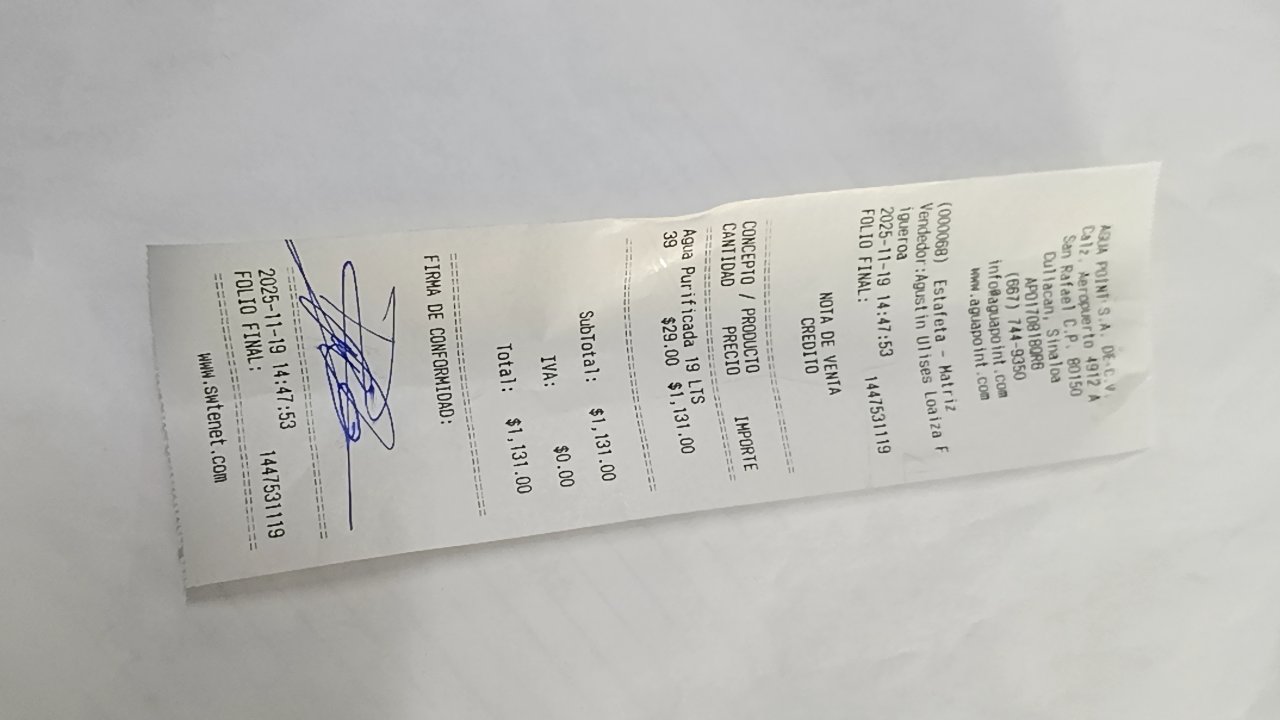 AGUA POINT S.A. DE C.V.
Calz. Aeropuerto 4912 A
San Rafael C.P. 80150
Culiacan, Sinaloa
APO170818QR6
(667) 744-9350
info@aguapoint.com
www.aguapoint.com
(000068) Estafeta - Matriz
Vendedor:Agustin Ulises Loaiza F
igueroa
2025-11-19 14:47:53
FOLIO FINAL: 1447531119
NOTA DE VENTA
CREDITO
CONCEPTO / PRODUCTO
CANTIDAD PRECIO IMPORTE
Agua Purificada 19 LTS
39 $29.00 $1,131.00
SubTotal: $1,131.00
IVA: $0.00
Total: $1,131.00
FIRMA DE CONFORMIDAD:
2025-11-19 14:47:53
FOLIO FINAL: 1447531119
www.swtenet.com